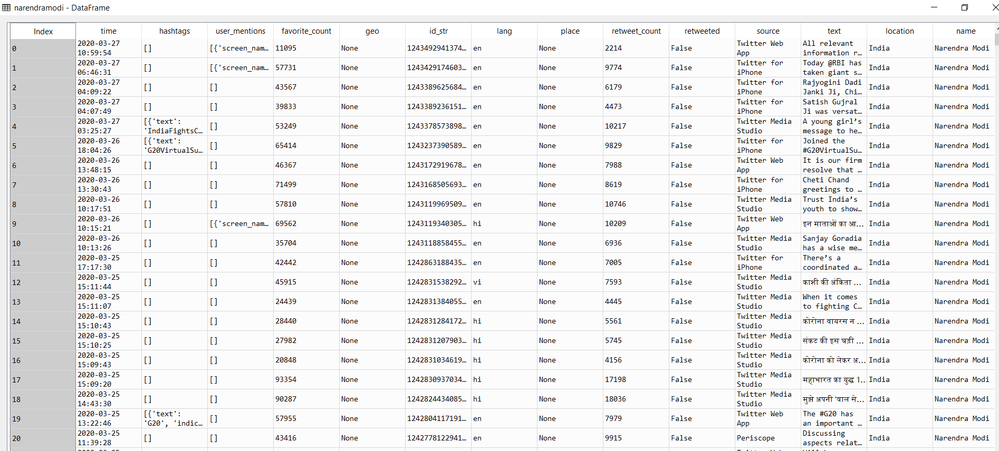 narendramodi - DataFrame
Index time hashtags user_mentions favorite_count geo id_str lang place retweet_count retweeted source text location name
0 2020-03-27 10:59:54 [] [{'screen_nam… 11095 None 1243492941374… en None 2214 False Twitter Web App All relevant information r… India Narendra Modi
1 2020-03-27 06:46:31 [] [{'screen_nam… 57731 None 1243429174603… en None 9774 False Twitter for iPhone Today @RBI has taken giant s… India Narendra Modi
2 2020-03-27 04:09:22 [] [] 43567 None 1243389625684… en None 6179 False Twitter for iPhone Rajyogini Dadi Janki Ji, Chi… India Narendra Modi
3 2020-03-27 04:07:49 [] [] 39833 None 1243389236151… en None 4473 False Twitter for iPhone Satish Gujral Ji was versat… India Narendra Modi
4 2020-03-27 03:25:27 [{'text': 'IndiaFightsC… [] 53249 None 1243378573898… en None 10217 False Twitter Media Studio A young girl’s message to he… India Narendra Modi
5 2020-03-26 18:04:26 [{'text': 'G20VirtualSu… [] 65414 None 1243237390589… en None 9829 False Twitter for iPhone Joined the #G20VirtualSu… India Narendra Modi
6 2020-03-26 13:48:15 [] [] 46367 None 1243172919678… en None 7988 False Twitter Web App It is our firm resolve that … India Narendra Modi
7 2020-03-26 13:30:43 [] [] 71499 None 1243168505693… en None 8619 False Twitter for iPhone Cheti Chand greetings to … India Narendra Modi
8 2020-03-26 10:17:51 [] [] 57810 None 1243119969509… en None 10746 False Twitter Media Studio Trust India’s youth to show… India Narendra Modi
9 2020-03-26 10:15:21 [] [{'screen_nam… 69562 None 1243119340305… hi None 10209 False Twitter Web App इन माताओं का आ… India Narendra Modi
10 2020-03-26 10:13:26 [] [] 35704 None 1243118858455… en None 6936 False Twitter Media Studio Sanjay Goradia has a wise me… India Narendra Modi
11 2020-03-25 17:17:30 [] [] 42442 None 1242863188435… en None 7005 False Twitter for iPhone There’s a coordinated a… India Narendra Modi
12 2020-03-25 15:11:44 [] [] 45915 None 1242831538292… vi None 7593 False Twitter Media Studio काशी की अंकिता … India Narendra Modi
13 2020-03-25 15:11:07 [] [] 24439 None 1242831384055… en None 4445 False Twitter Media Studio When it comes to fighting C… India Narendra Modi
14 2020-03-25 15:10:43 [] [] 28440 None 1242831284172… hi None 5561 False Twitter Media Studio कोरोना वायरस न … India Narendra Modi
15 2020-03-25 15:10:25 [] [] 27982 None 1242831207903… hi None 5745 False Twitter Media Studio संकट की इस घड़ी … India Narendra Modi
16 2020-03-25 15:09:43 [] [] 20848 None 1242831034619… hi None 4156 False Twitter Media Studio कोरोना को लेकर अ… India Narendra Modi
17 2020-03-25 15:09:20 [] [] 93354 None 1242830937034… hi None 17198 False Twitter Media Studio महाभारत का युद्ध 1… India Narendra Modi
18 2020-03-25 14:43:30 [] [] 90287 None 1242824434085… hi None 18036 False Twitter Media Studio मुझे अपनी 'बाल से… India Narendra Modi
19 2020-03-25 13:22:46 [{'text': 'G20', 'indic… [] 57955 None 1242804117191… en None 7979 False Twitter Web App The #G20 has an important … India Narendra Modi
20 2020-03-25 11:39:28 [] [] 43416 None 1242778122941… en None 9915 False Periscope Discussing aspects relat… India Narendra Modi